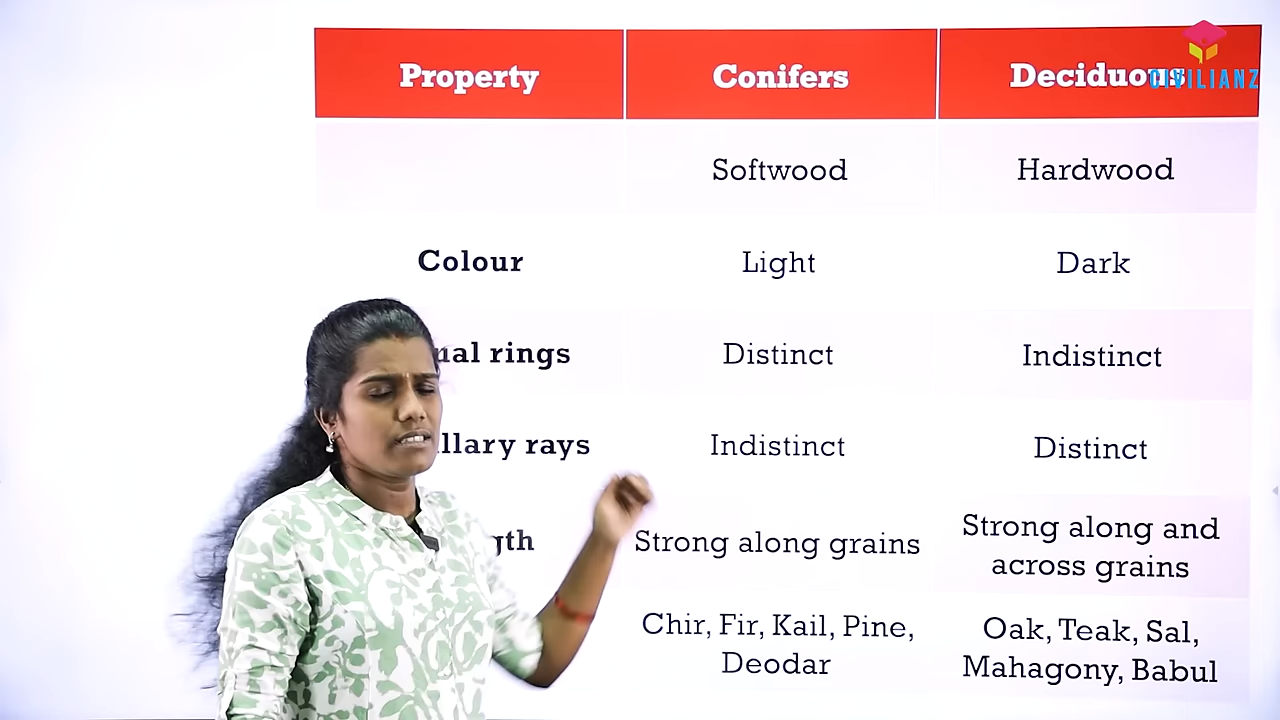 Property Conifers Deciduous
CIVILIANZ
Softwood Hardwood
Colour Light Dark
ual rings Distinct Indistinct
llary rays Indistinct Distinct
gth Strong along grains Strong along and
across grains
Chir, Fir, Kail, Pine,
Deodar
Oak, Teak, Sal,
Mahagony, Babul